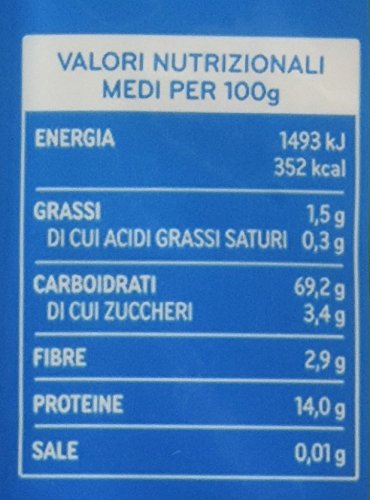 VALORI NUTRIZIONALI
MEDI PER 100g
ENERGIA 1493 kJ
352 kcal
GRASSI 1,5 g
DI CUI ACIDI GRASSI SATURI 0,3 g
CARBOIDRATI 69,2 g
DI CUI ZUCCHERI 3,4 g
FIBRE 2,9 g
PROTEINE 14,0 g
SALE 0,01 g